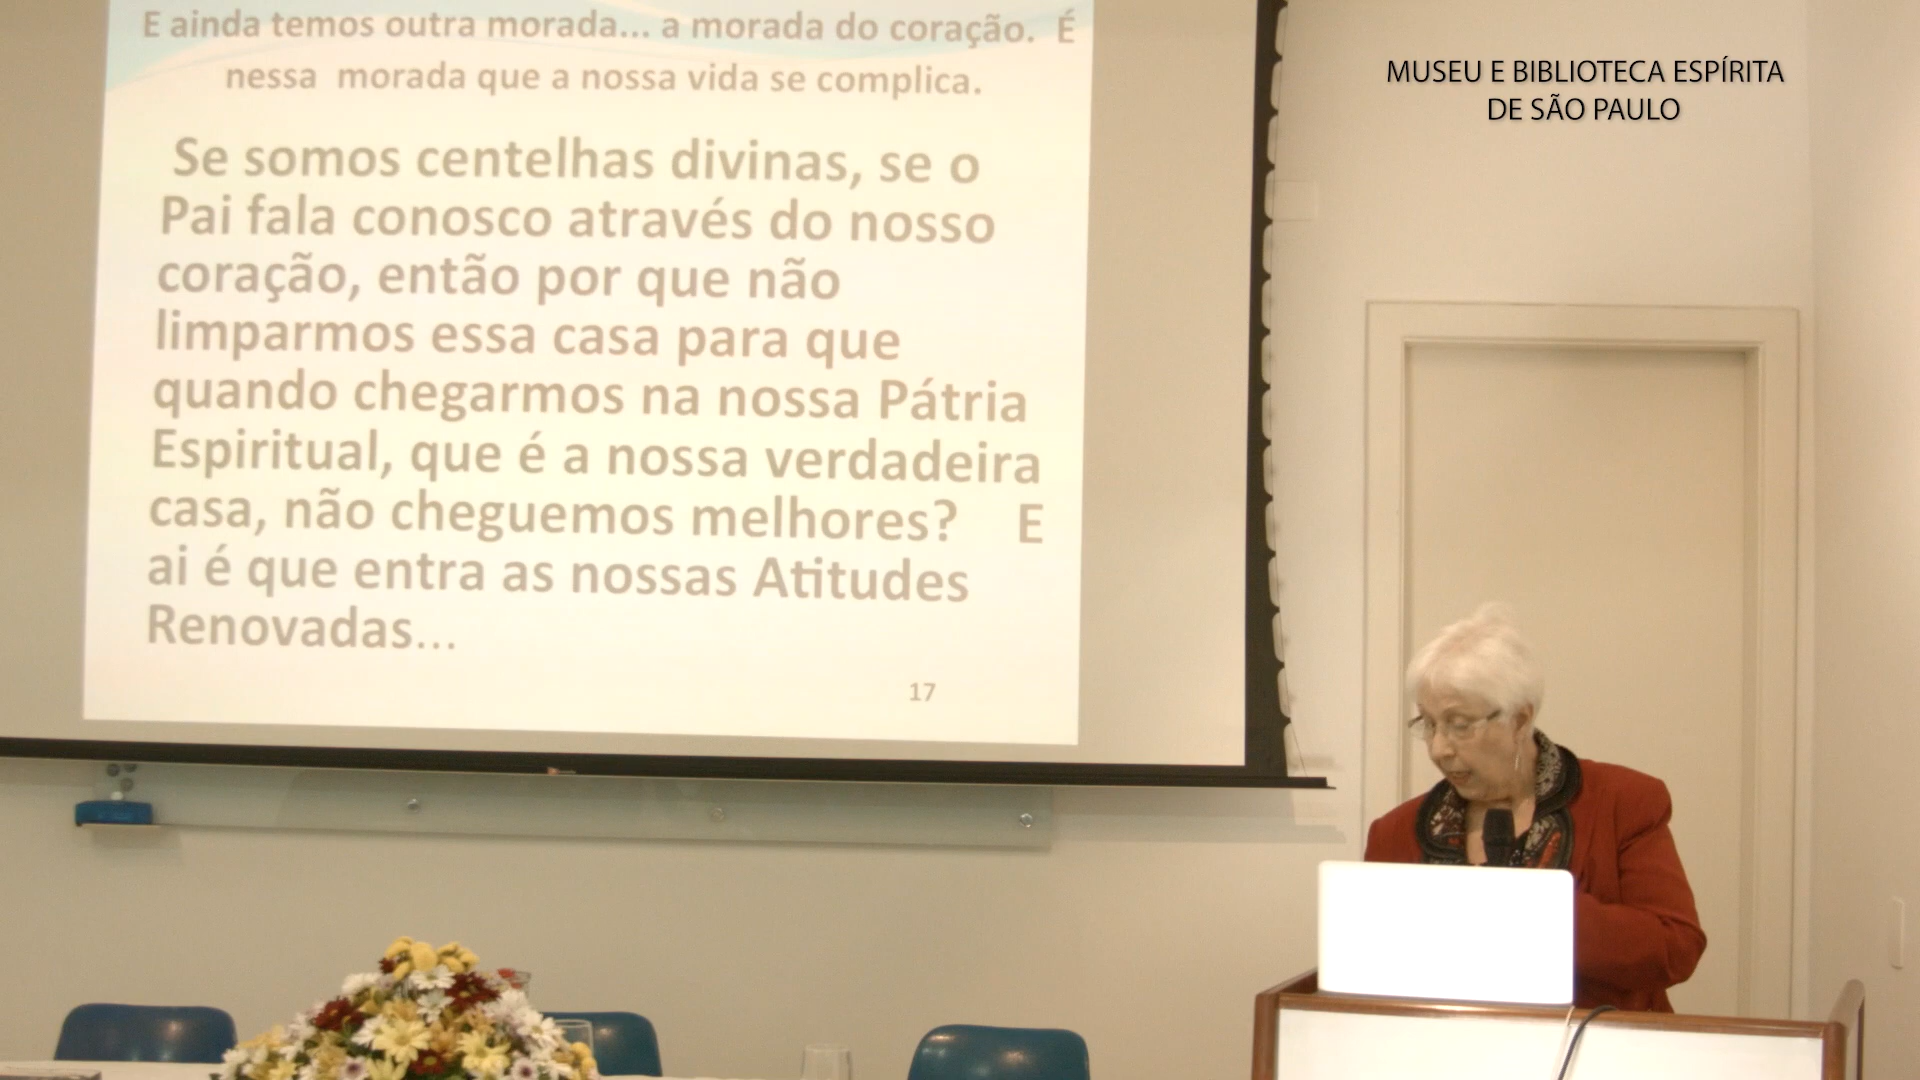 E ainda temos outra morada... a morada do coração. É
nessa morada que a nossa vida se complica.
Se somos centelhas divinas, se o
Pai fala conosco através do nosso
coração, então por que não
limparmos essa casa para que
quando chegarmos na nossa Pátria
Espiritual, que é a nossa verdadeira
casa, não cheguemos melhores? E
ai é que entra as nossas Atitudes
Renovadas...
17
MUSEU E BIBLIOTECA ESPÍRITA
DE SÃO PAULO